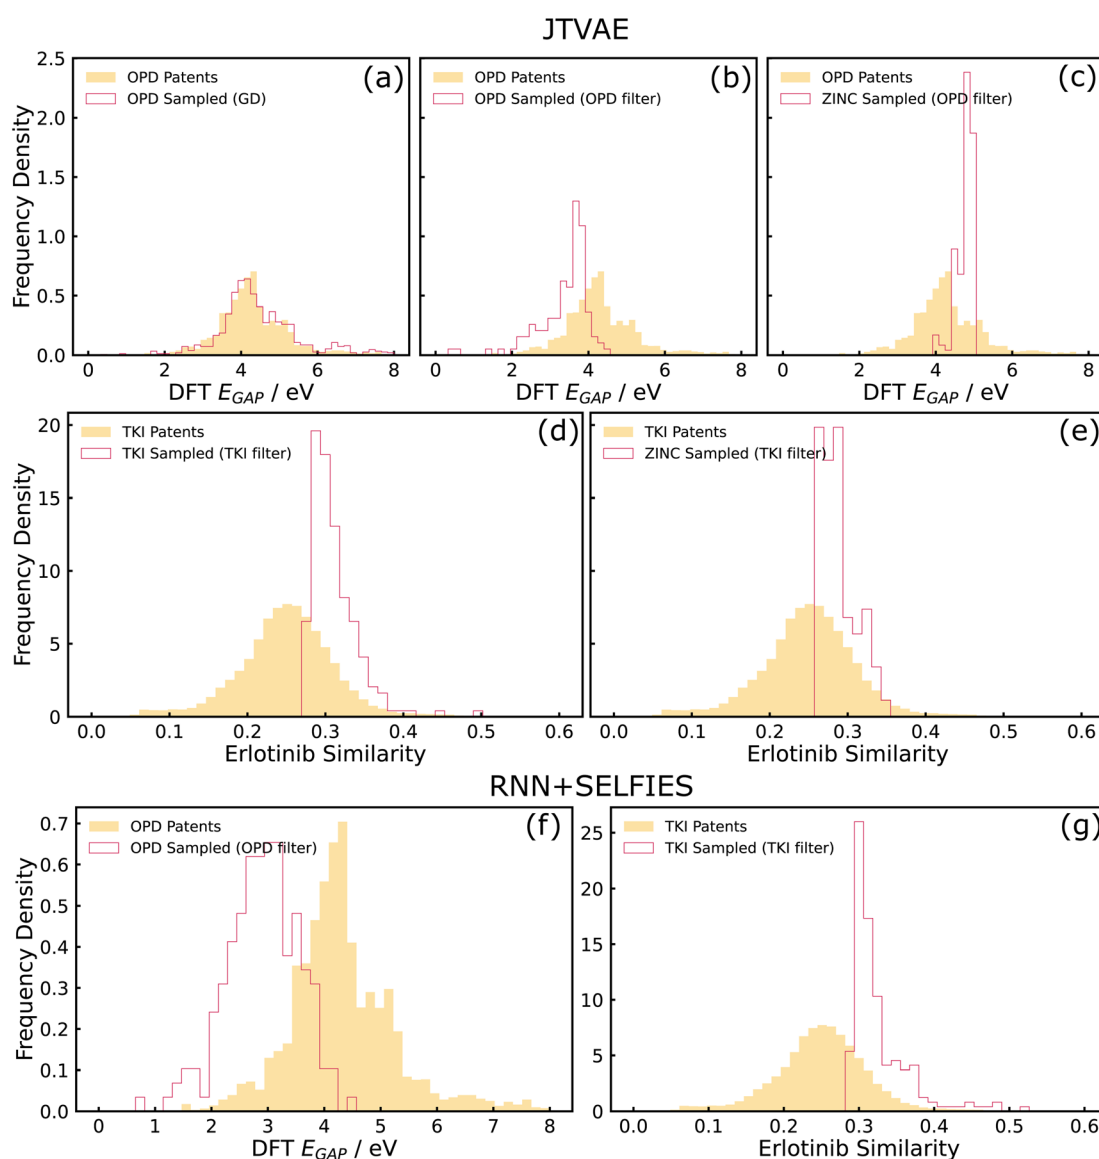 JTVAE
Frequency Density
2.5
2.0
1.5
1.0
0.5
0.0
OPD Patents
OPD Sampled (GD)
(a)
0 2 4 6 8
DFT E_GAP / eV
OPD Patents
OPD Sampled (OPD filter)
(b)
0 2 4 6 8
DFT E_GAP / eV
OPD Patents
ZINC Sampled (OPD filter)
(c)
0 2 4 6 8
DFT E_GAP / eV
Frequency Density
20
15
10
5
0
TKI Patents
TKI Sampled (TKI filter)
(d)
0.0 0.1 0.2 0.3 0.4 0.5 0.6
Erlotinib Similarity
TKI Patents
ZINC Sampled (TKI filter)
(e)
0.0 0.1 0.2 0.3 0.4 0.5 0.6
Erlotinib Similarity
RNN+SELFIES
Frequency Density
0.7
0.6
0.5
0.4
0.3
0.2
0.1
0.0
OPD Patents
OPD Sampled (OPD filter)
(f)
0 1 2 3 4 5 6 7 8
DFT E_GAP / eV
25
20
15
10
5
0
TKI Patents
TKI Sampled (TKI filter)
(g)
0.0 0.1 0.2 0.3 0.4 0.5 0.6
Erlotinib Similarity